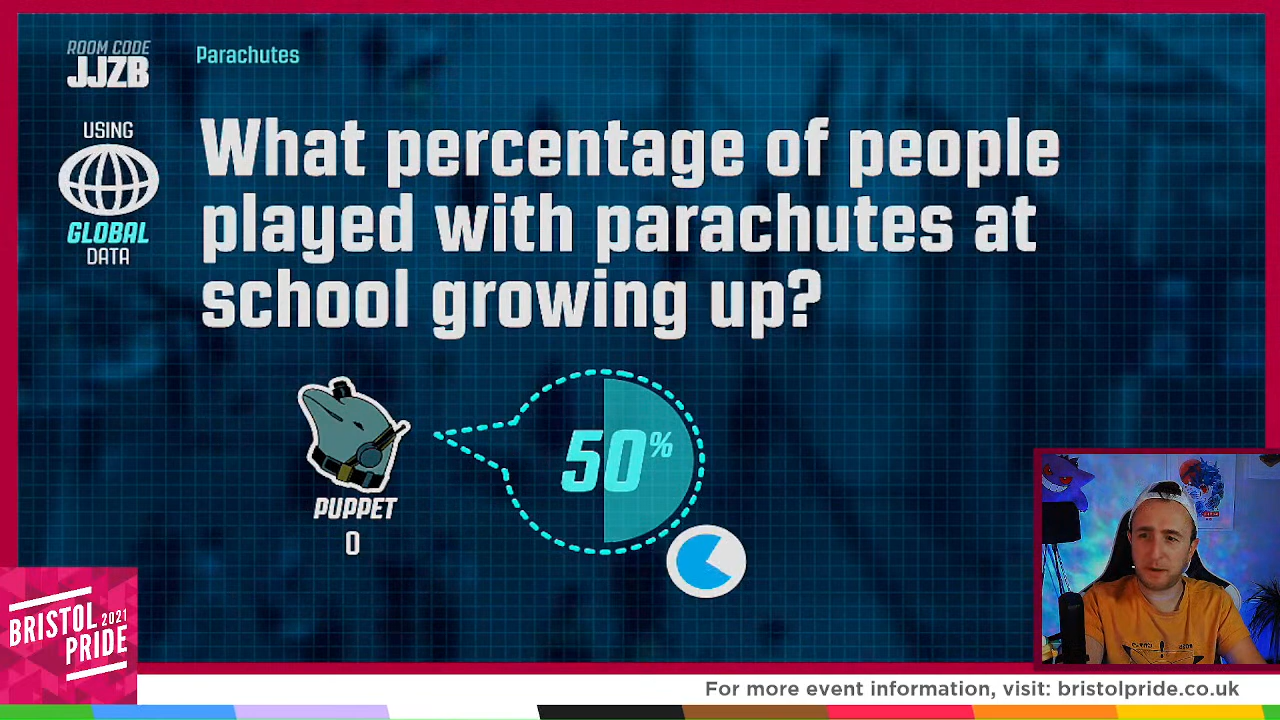 ROOM CODE
JJZB
Parachutes
USING
GLOBAL
DATA
What percentage of people
played with parachutes at
school growing up?
50%
PUPPET
0
BRISTOL 2021
PRIDE
For more event information, visit: bristolpride.co.uk